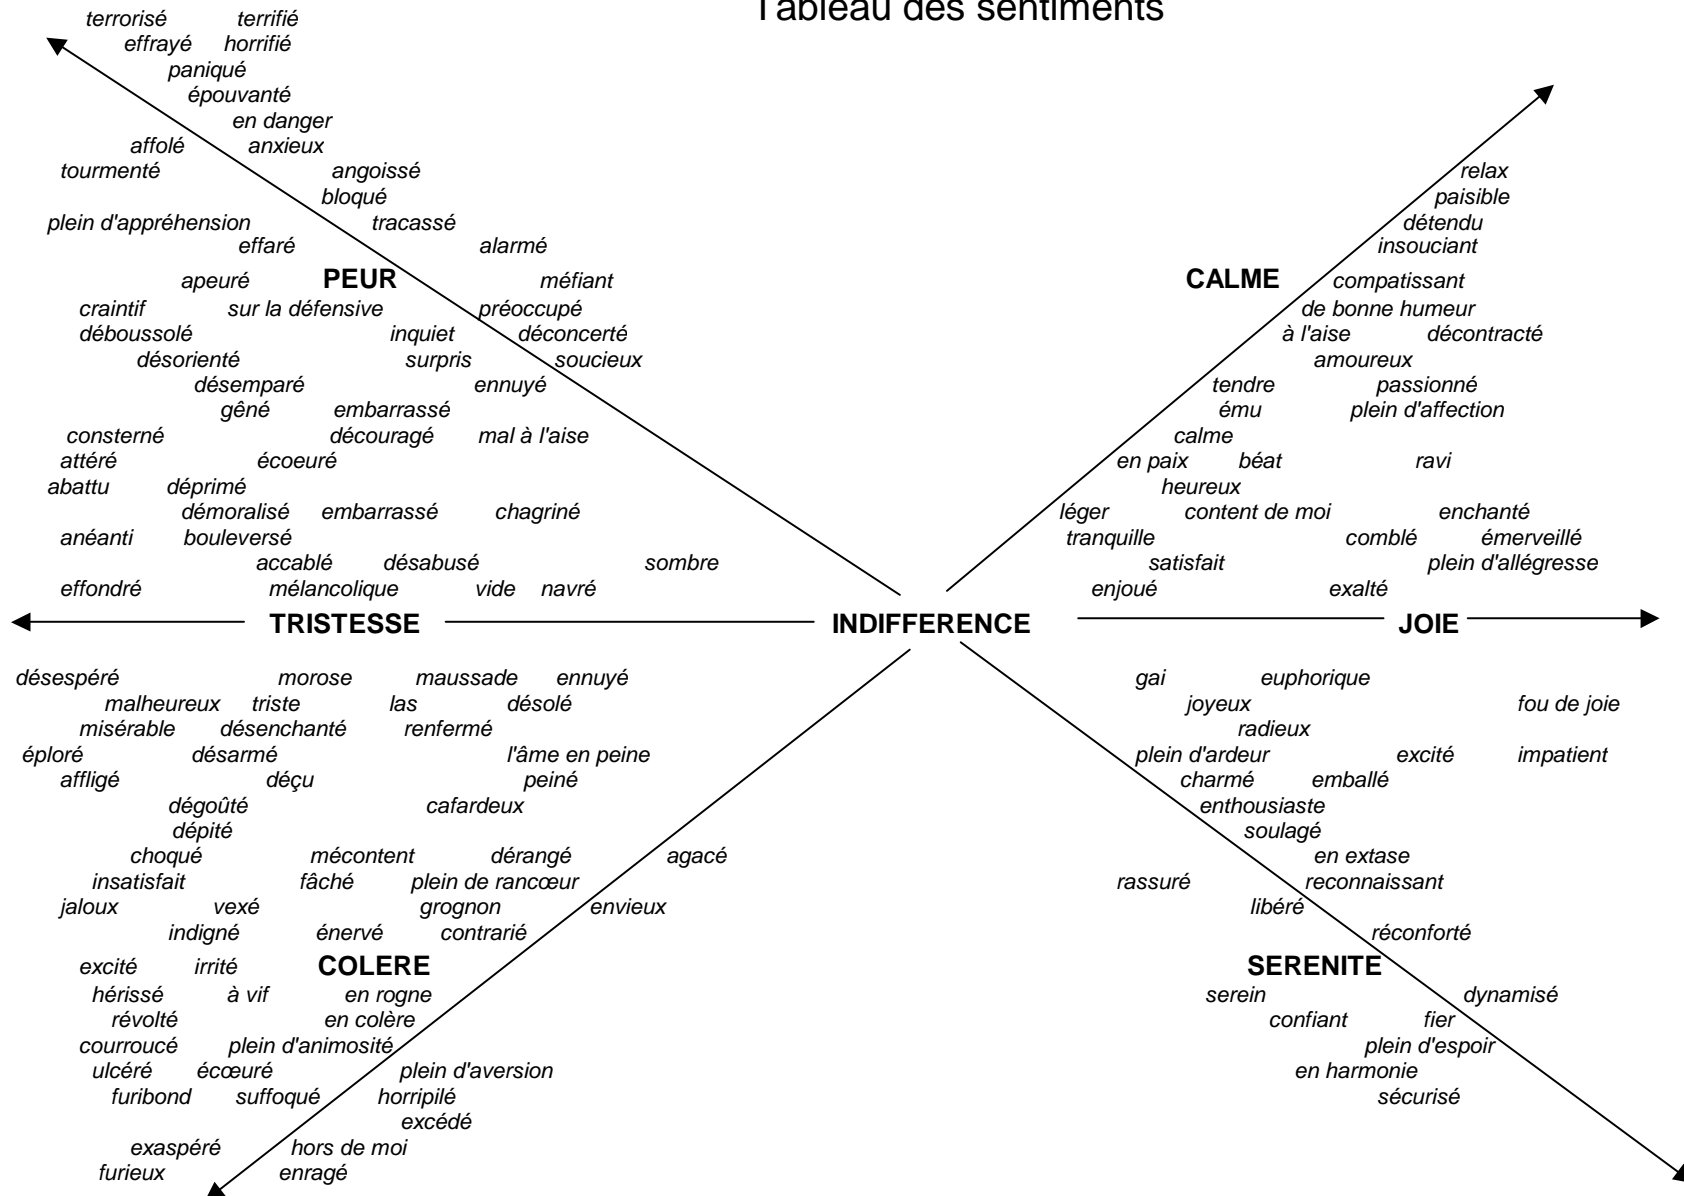 Tableau des sentiments
terrorisé terrifié
effrayé horrifié
paniqué
épouvanté
en danger
affolé anxieux
tourmenté angoissé relax
bloqué paisible
plein d'appréhension tracassé détendu
effaré alarmé insouciant
apeuré PEUR méfiant CALME compatissant
craintif sur la défensive préoccupé de bonne humeur
déboussolé inquiet déconcerté à l'aise décontracté
désorienté surpris soucieux amoureux
désemparé ennuyé tendre passionné
gêné embarrassé ému plein d'affection
consterné découragé mal à l'aise calme
attéré écoeuré en paix béat ravi
abattu déprimé heureux
démoralisé embarrassé chagriné léger content de moi enchanté
anéanti bouleversé tranquille comblé émerveillé
accablé désabusé sombre satisfait plein d'allégresse
effondré mélancolique vide navré enjoué exalté
TRISTESSE INDIFFERENCE JOIE
désespéré morose maussade ennuyé gai euphorique
malheureux triste las désolé joyeux fou de joie
misérable désenchanté renfermé radieux
éploré désarmé l'âme en peine plein d'ardeur excité impatient
affligé déçu peiné charmé emballé
dégoûté cafardeux enthousiaste
dépité soulagé
choqué mécontent dérangé agacé en extase
insatisfait fâché plein de rancœur rassuré reconnaissant
jaloux vexé grognon envieux libéré
indigné énervé contrarié réconforté
excité irrité COLERE SERENITE
hérissé à vif en rogne serein dynamisé
révolté en colère confiant fier
courroucé plein d'animosité plein d'espoir
ulcéré écœuré plein d'aversion en harmonie
furibond suffoqué horripilé sécurisé
excédé
exaspéré hors de moi
furieux enragé